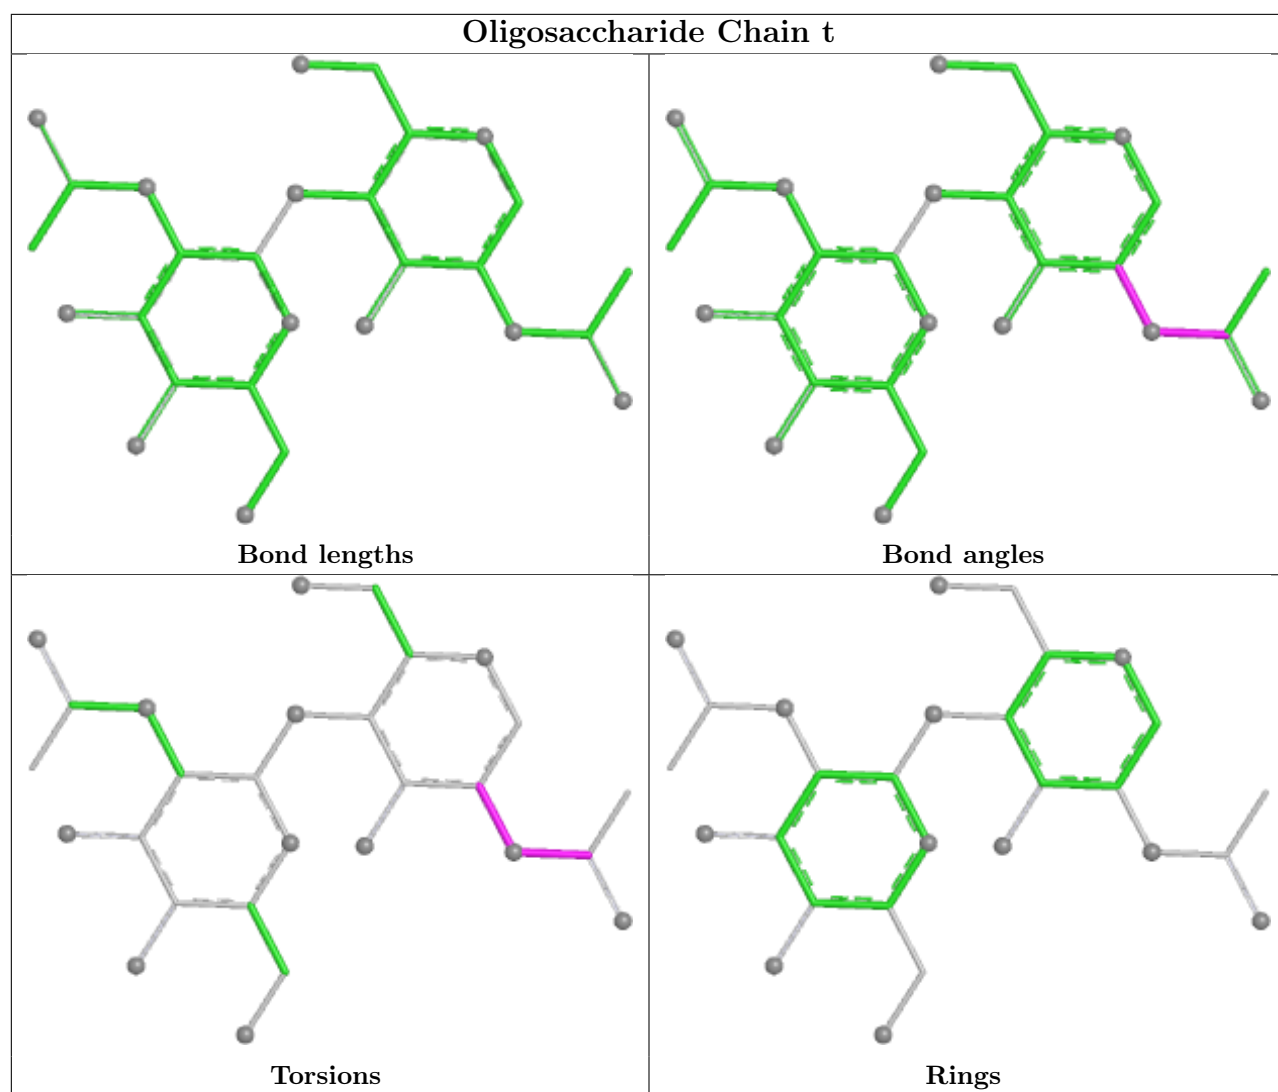 Oligosaccharide Chain t
Bond lengths
Bond angles
Torsions
Rings